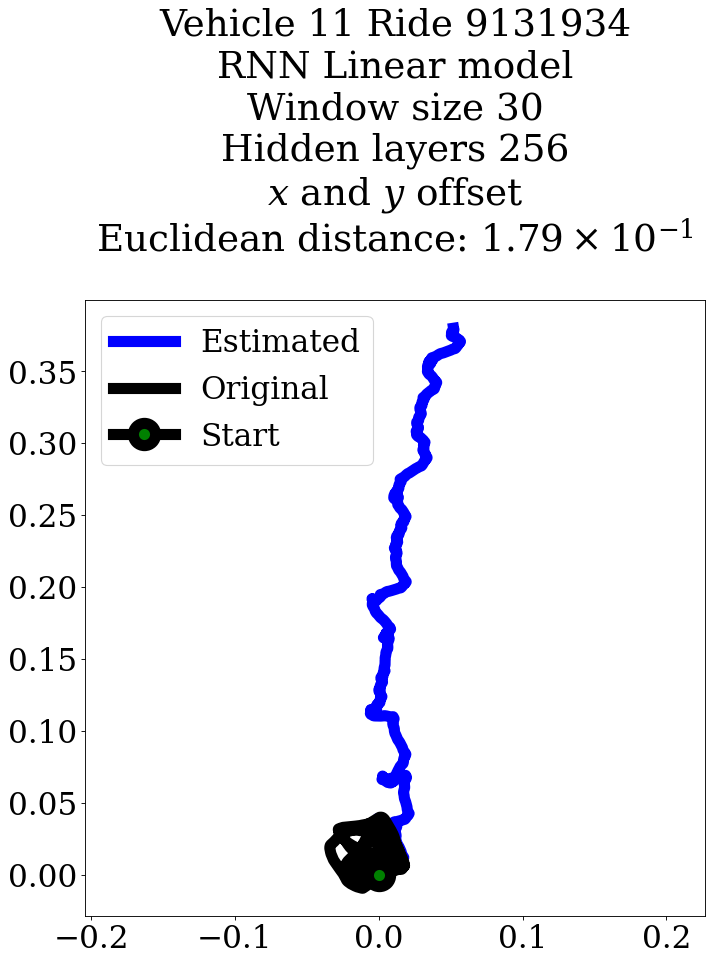 Vehicle 11 Ride 9131934
RNN Linear model
Window size 30
Hidden layers 256
x and y offset
Euclidean distance: 1.79 × 10⁻¹
Estimated
Original
Start
0.35
0.30
0.25
0.20
0.15
0.10
0.05
0.00
−0.2 −0.1 0.0 0.1 0.2